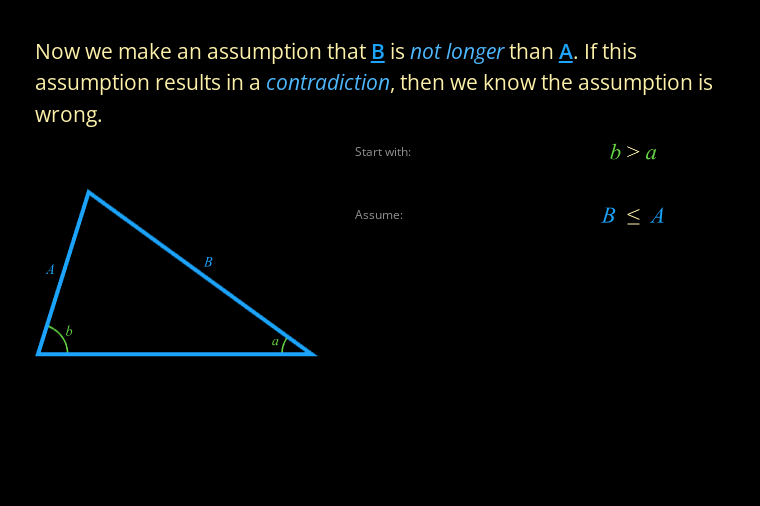 Now we make an assumption that B is not longer than A. If this
assumption results in a contradiction, then we know the assumption is
wrong.
Start with: b > a
Assume: B ≤ A
A
B
b
a